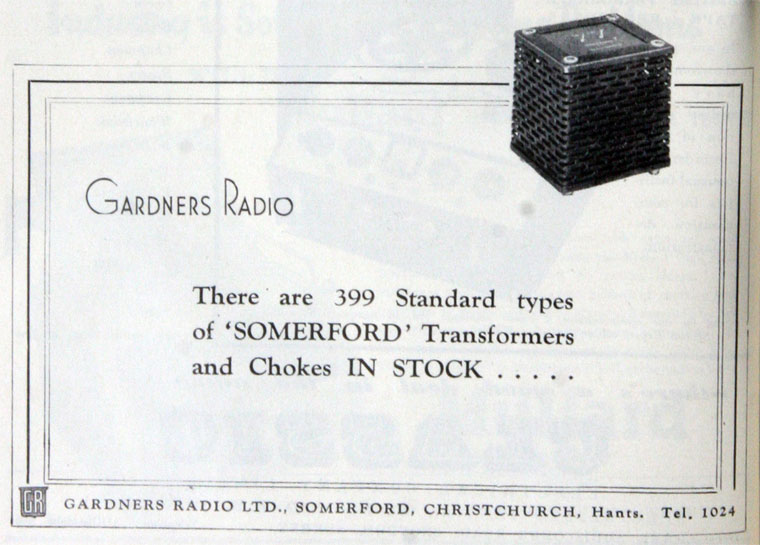 GARDNERS RADIO
There are 399 Standard types
of ‘SOMERFORD’ Transformers
and Chokes IN STOCK . . . . .
GR
GARDNERS RADIO LTD., SOMERFORD, CHRISTCHURCH, Hants. Tel. 1024